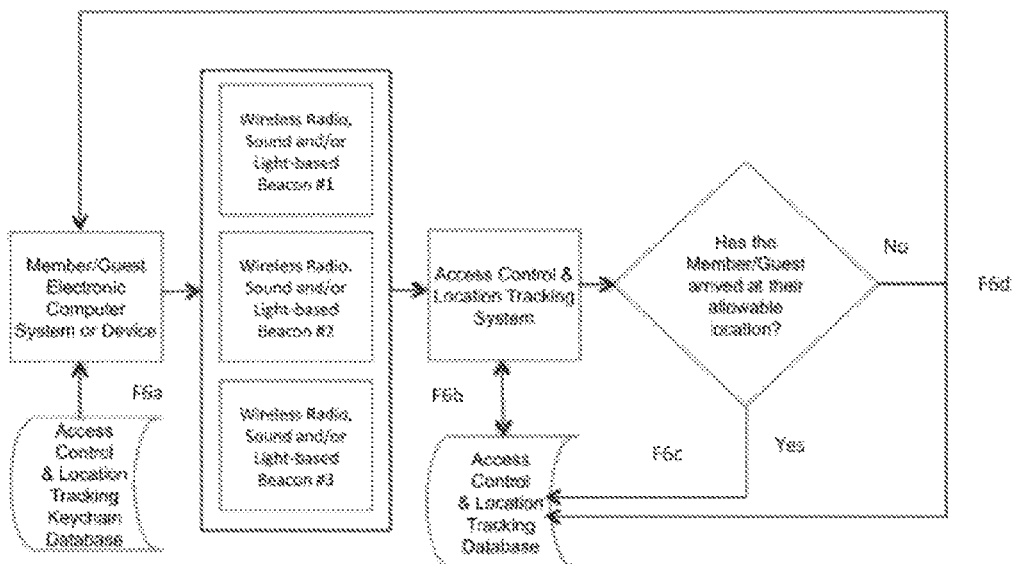 Wireless Radio,
Sound and/or
Light-based
Beacon #1
Member/Guest
Electronic
Computer
System or Device
Wireless Radio,
Sound and/or
Light-based
Beacon #2
Access Control &
Location Tracking
System
Has the
Member/Guest
arrived at their
allowable
location?
No
F6d
F6a
Wireless Radio,
Sound and/or
Light-based
Beacon #3
F6b
F6c
Yes
Access
Control
& Location
Tracking
Keychain
Database
Access
Control
& Location
Tracking
Database